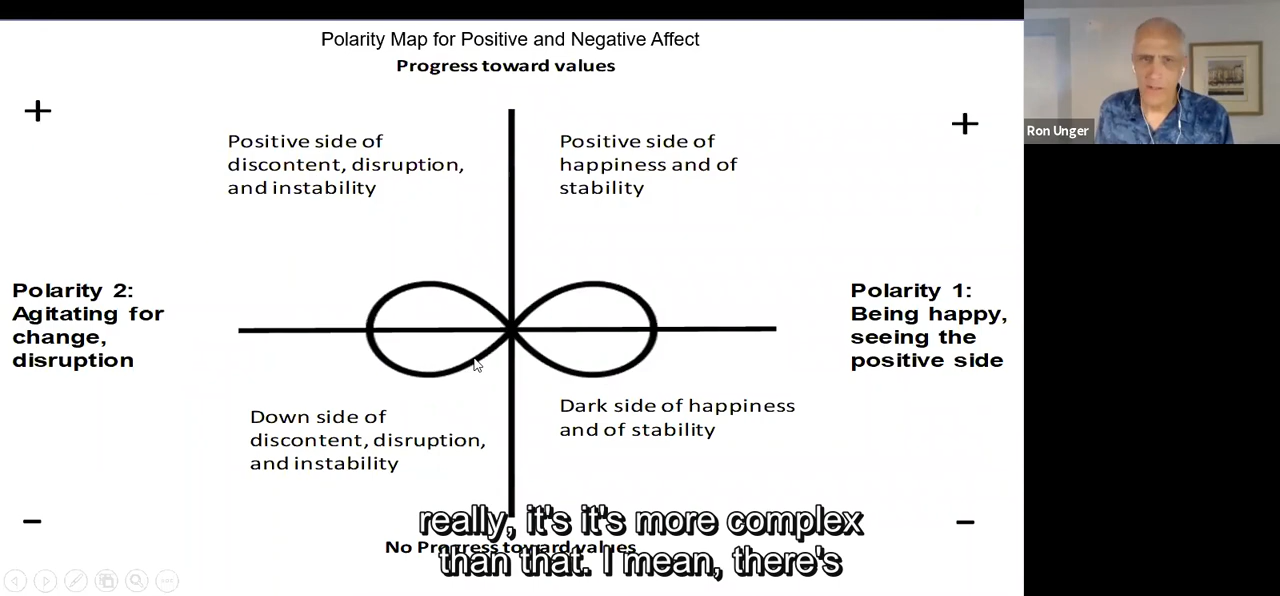 Polarity Map for Positive and Negative Affect
Progress toward values
+
+
Positive side of
discontent, disruption,
and instability
Positive side of
happiness and of
stability
Polarity 2:
Agitating for
change,
disruption
Polarity 1:
Being happy,
seeing the
positive side
Down side of
discontent, disruption,
and instability
Dark side of happiness
and of stability
–
–
No Progress toward values
really, it's it's more complex
than that. I mean, there's
Ron Unger